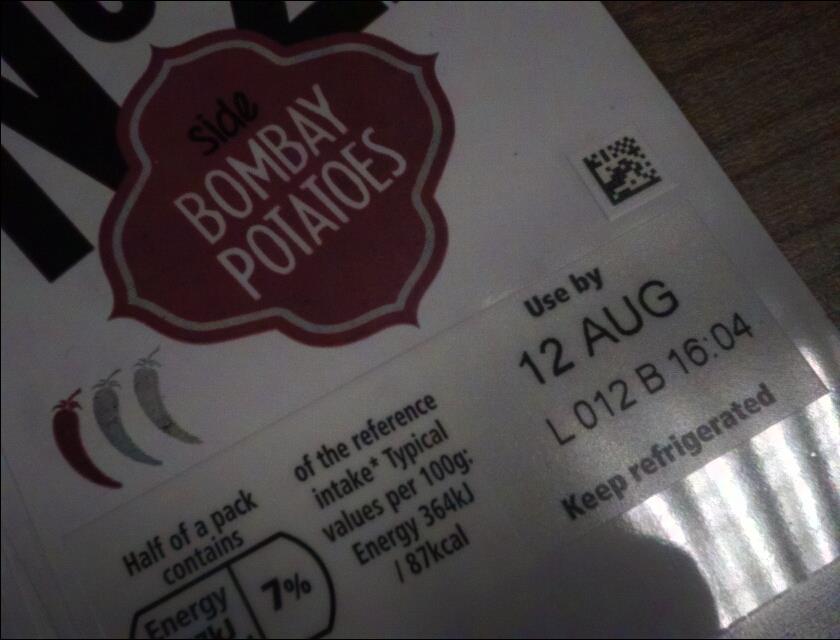 side
BOMBAY
POTATOES
Use by
12 AUG
L 012 B 16:04
Keep refrigerated
of the reference
intake* Typical
values per 100g:
Energy 364kJ
/ 87kcal
Half of a pack
contains
Energy
7%